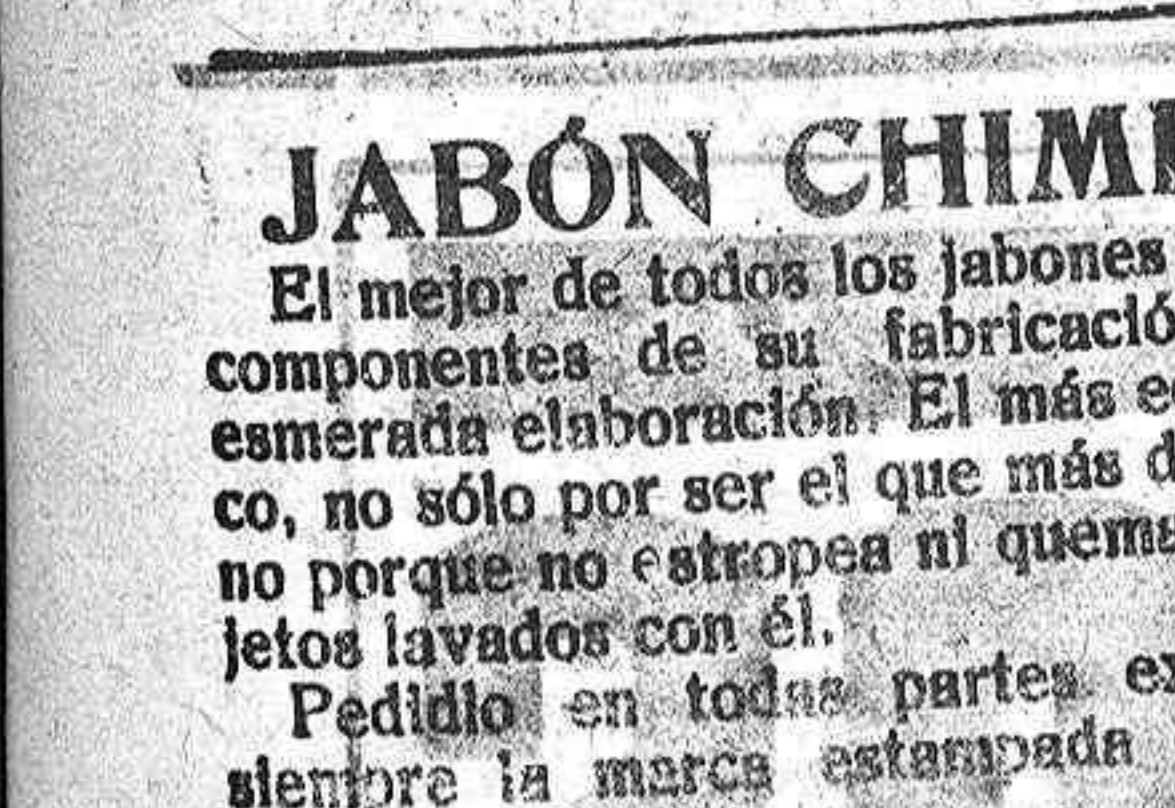 JABÓN CHIM
El mejor de todos los jabones
componentes de su fabricació
esmerada elaboración. El más e
co, no sólo por ser el que más d
no porque no estropea ni quema
jetos lavados con él.
Pedidlo en todas partes ex
siempre la marca estampada